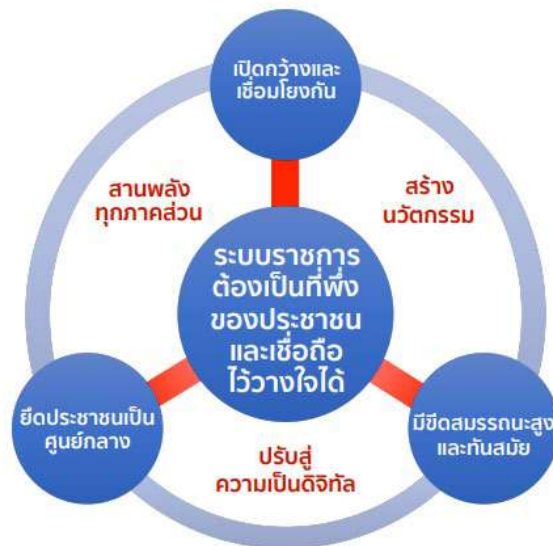 เปิดกว้างและ
เชื่อมโยงกัน
สานพลัง
ทุกภาคส่วน
สร้าง
นวัตกรรม
ระบบราชการ
ต้องเป็นที่พึ่ง
ของประชาชน
และเชื่อถือ
ไว้วางใจได้
ยึดประชาชนเป็น
ศูนย์กลาง
มีขีดสมรรถนะสูง
และทันสมัย
ปรับสู่
ความเป็นดิจิทัล